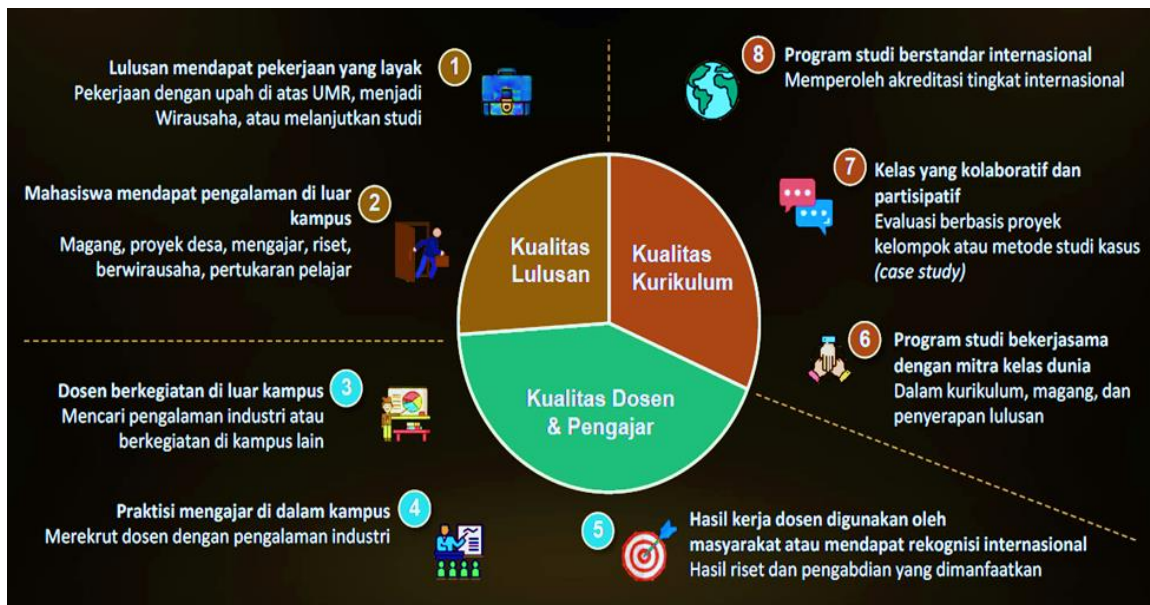 1
Lulusan mendapat pekerjaan yang layak
Pekerjaan dengan upah di atas UMR, menjadi
Wirausaha, atau melanjutkan studi
2
Mahasiswa mendapat pengalaman di luar
kampus
Magang, proyek desa, mengajar, riset,
berwirausaha, pertukaran pelajar
3
Dosen berkegiatan di luar kampus
Mencari pengalaman industri atau
berkegiatan di kampus lain
4
Praktisi mengajar di dalam kampus
Merekrut dosen dengan pengalaman industri
5
Hasil kerja dosen digunakan oleh
masyarakat atau mendapat rekognisi internasional
Hasil riset dan pengabdian yang dimanfaatkan
6
Program studi bekerjasama
dengan mitra kelas dunia
Dalam kurikulum, magang, dan
penyerapan lulusan
7
Kelas yang kolaboratif dan
partisipatif
Evaluasi berbasis proyek
kelompok atau metode studi kasus
(case study)
8
Program studi berstandar internasional
Memperoleh akreditasi tingkat internasional
Kualitas
Lulusan
Kualitas
Kurikulum
Kualitas Dosen
& Pengajar